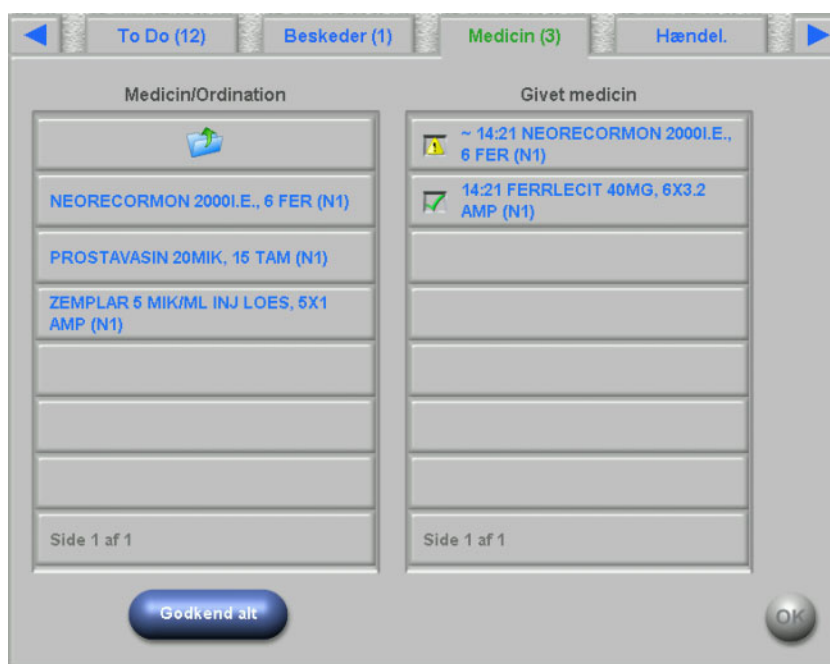 To Do (12)
Beskeder (1)
Medicin (3)
Hændel.
Medicin/Ordination
NEORECORMON 2000I.E., 6 FER (N1)
PROSTAVASIN 20MIK, 15 TAM (N1)
ZEMPLAR 5 MIK/ML INJ LOES, 5X1
AMP (N1)
Side 1 af 1
Givet medicin
~ 14:21 NEORECORMON 2000I.E.,
6 FER (N1)
14:21 FERRLECIT 40MG, 6X3.2
AMP (N1)
Side 1 af 1
Godkend alt
OK